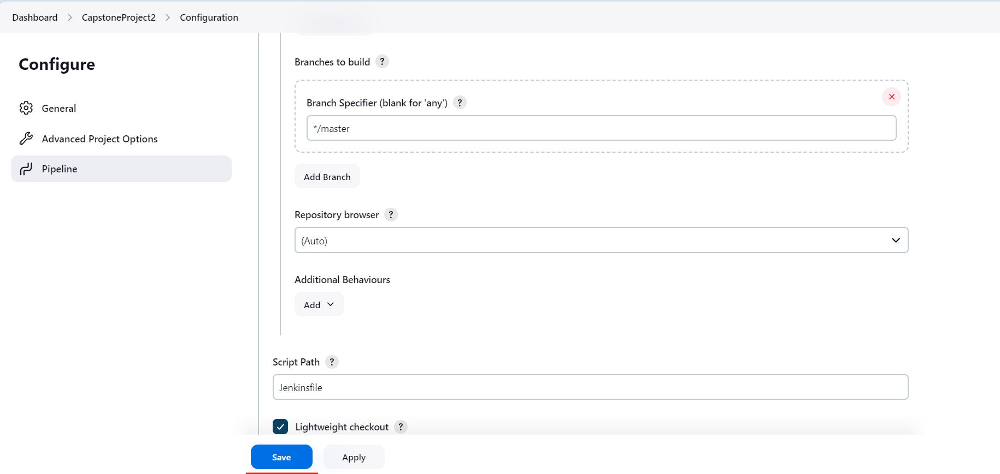 Dashboard > CapstoneProject2 > Configuration
Configure
General
Advanced Project Options
Pipeline
Branches to build ?
Branch Specifier (blank for 'any') ?
*/master
Add Branch
Repository browser ?
(Auto)
Additional Behaviours
Add
Script Path ?
Jenkinsfile
Lightweight checkout ?
Save
Apply